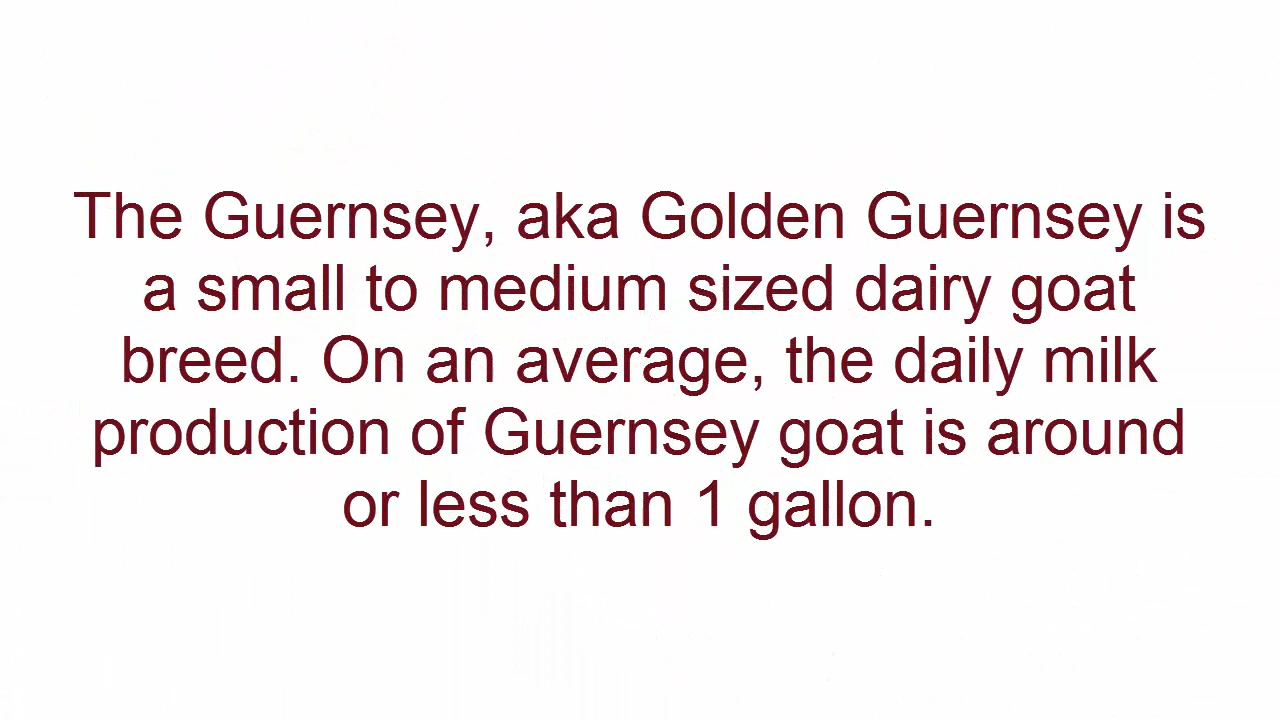 The Guernsey, aka Golden Guernsey is
a small to medium sized dairy goat
breed. On an average, the daily milk
production of Guernsey goat is around
or less than 1 gallon.